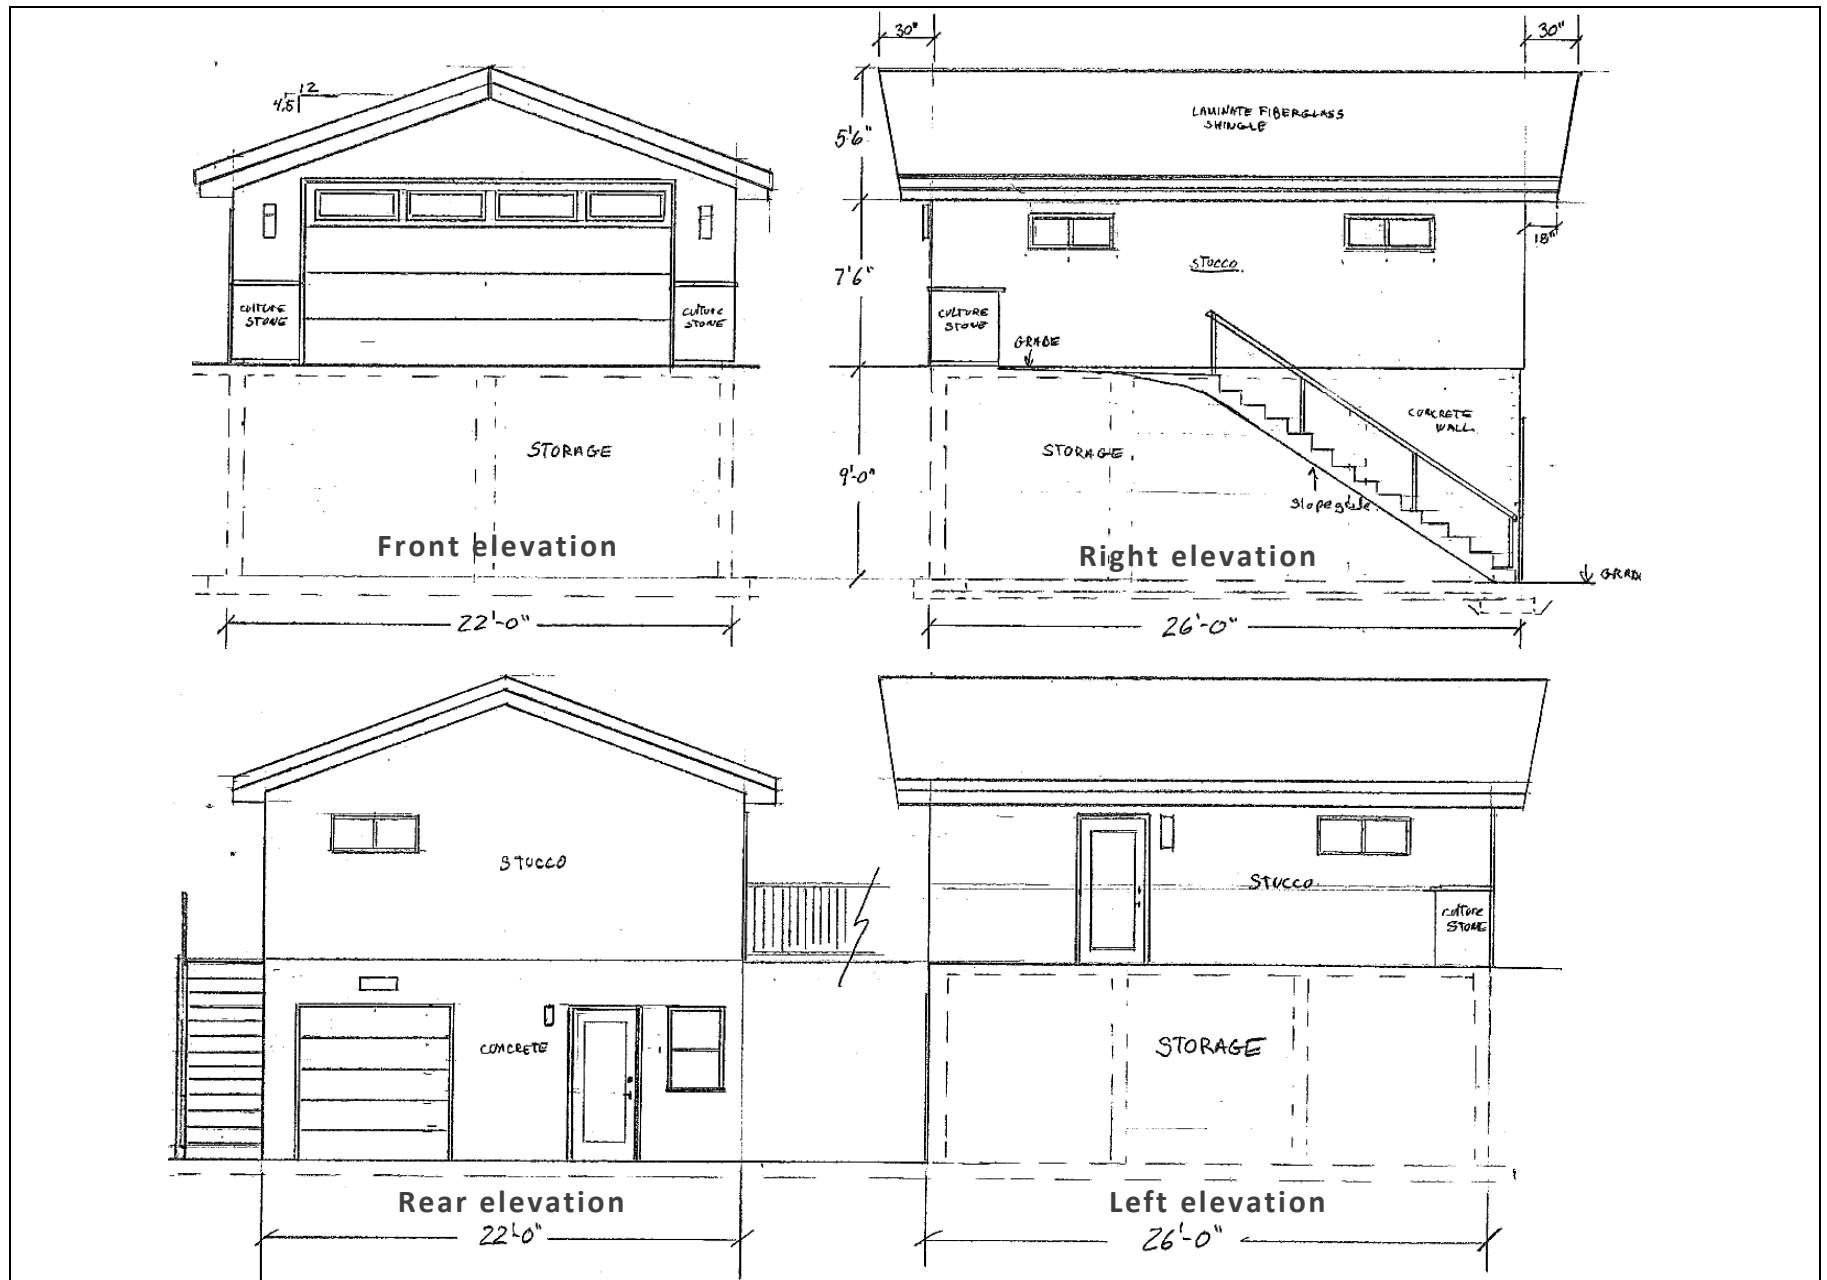 12
4.5
CULTURE
STONE
CULTURE
STONE
STORAGE
Front elevation
22'-0"
30"
30"
5'6"
LAMINATE FIBERGLASS
SHINGLE
18"
STUCCO
7'6"
CULTURE
STONE
GRADE
CONCRETE
WALL
9'-0"
STORAGE
Slope grade
Right elevation
GRADE
26'-0"
STUCCO
CONCRETE
Rear elevation
22'-0"
STUCCO
Culture
STONE
STORAGE
Left elevation
26'-0"